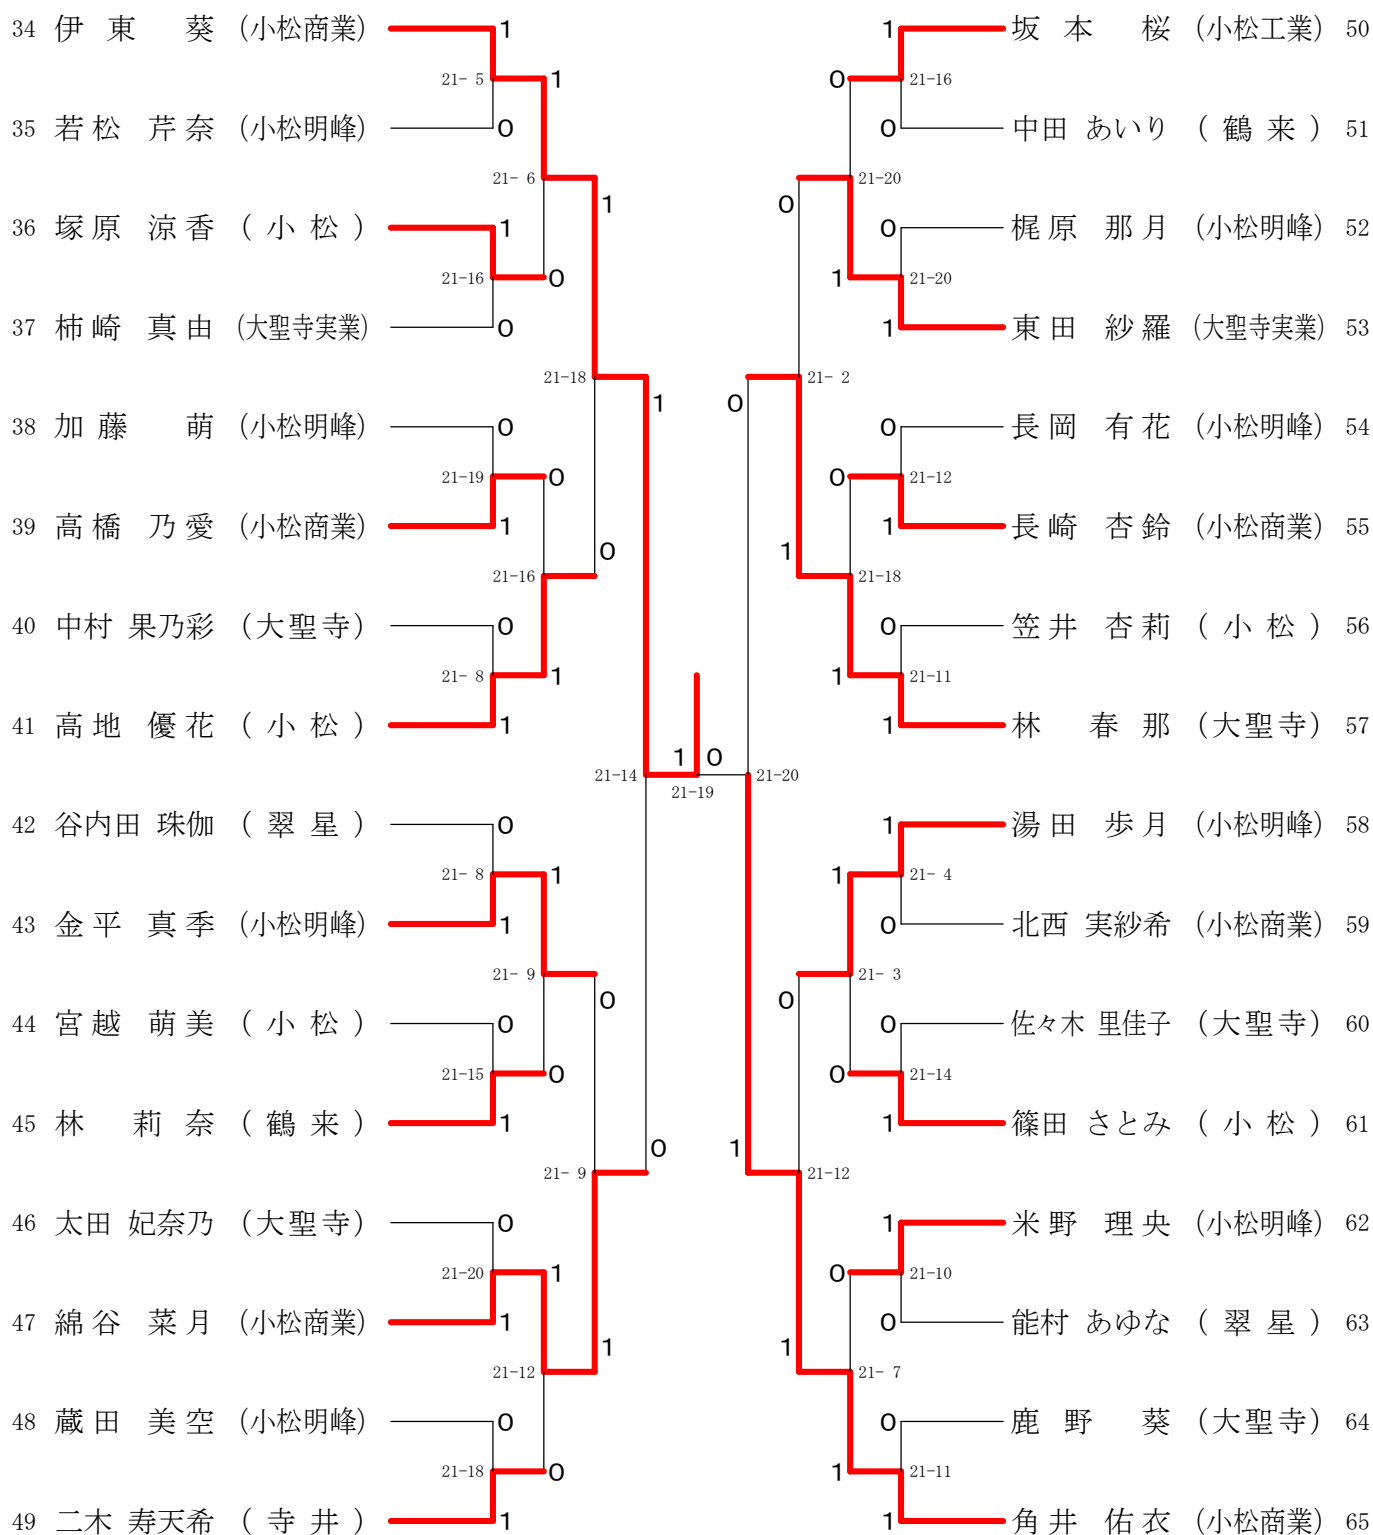 34 伊東 葵 (小松商業) 1 1 坂本 桜 (小松工業) 50
21- 5 1 0 21-16
35 若松 芹奈 (小松明峰) 0 0 中田 あいり ( 鶴来 ) 51
21- 6 1 0 21-20
36 塚原 涼香 ( 小松 ) 1 0 梶原 那月 (小松明峰) 52
21-16 0 1 21-20
37 柿崎 真由 (大聖寺実業) 0 1 東田 紗羅 (大聖寺実業) 53
21-18 1 0 21- 2
38 加藤 萌 (小松明峰) 0 0 長岡 有花 (小松明峰) 54
21-19 0 0 21-12
39 高橋 乃愛 (小松商業) 1 1 長崎 杏鈴 (小松商業) 55
21-16 0 1 21-18
40 中村 果乃彩 (大聖寺) 0 0 笠井 杏莉 ( 小松 ) 56
21- 8 1 1 21-11
41 高地 優花 ( 小松 ) 1 1 林 春那 (大聖寺) 57
21-14 1 0 21-20
21-19
42 谷内田 珠伽 ( 翠星 ) 0 1 湯田 歩月 (小松明峰) 58
21- 8 1 1 21- 4
43 金平 真季 (小松明峰) 1 0 北西 実紗希 (小松商業) 59
21- 9 0 0 21- 3
44 宮越 萌美 ( 小松 ) 0 0 佐々木 里佳子 (大聖寺) 60
21-15 0 0 21-14
45 林 莉奈 ( 鶴来 ) 1 1 篠田 さとみ ( 小松 ) 61
21- 9 0 1 21-12
46 太田 妃奈乃 (大聖寺) 0 1 米野 理央 (小松明峰) 62
21-20 1 0 21-10
47 綿谷 菜月 (小松商業) 1 0 能村 あゆな ( 翠星 ) 63
21-12 1 1 21- 7
48 蔵田 美空 (小松明峰) 0 0 鹿野 葵 (大聖寺) 64
21-18 0 1 21-11
49 二木 寿天希 ( 寺井 ) 1 1 角井 佑衣 (小松商業) 65